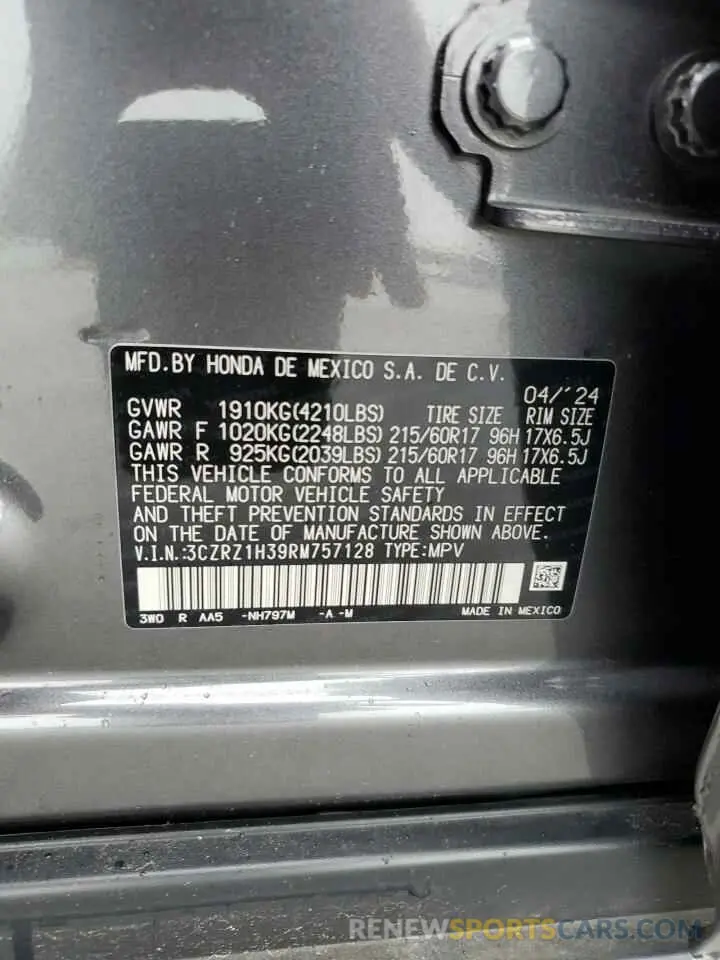 MFD.BY HONDA DE MEXICO S.A. DE C.V.
04/'24
GVWR 1910KG(4210LBS) TIRE SIZE RIM SIZE
GAWR F 1020KG(2248LBS) 215/60R17 96H 17X6.5J
GAWR R 925KG(2039LBS) 215/60R17 96H 17X6.5J
THIS VEHICLE CONFORMS TO ALL APPLICABLE
FEDERAL MOTOR VEHICLE SAFETY
AND THEFT PREVENTION STANDARDS IN EFFECT
ON THE DATE OF MANUFACTURE SHOWN ABOVE.
V.I.N.:3CZRZ1H39RM757128 TYPE:MPV
3W0 R AA5 -NH797M -A -M MADE IN MEXICO
RENEWSPORTSCARS.COM